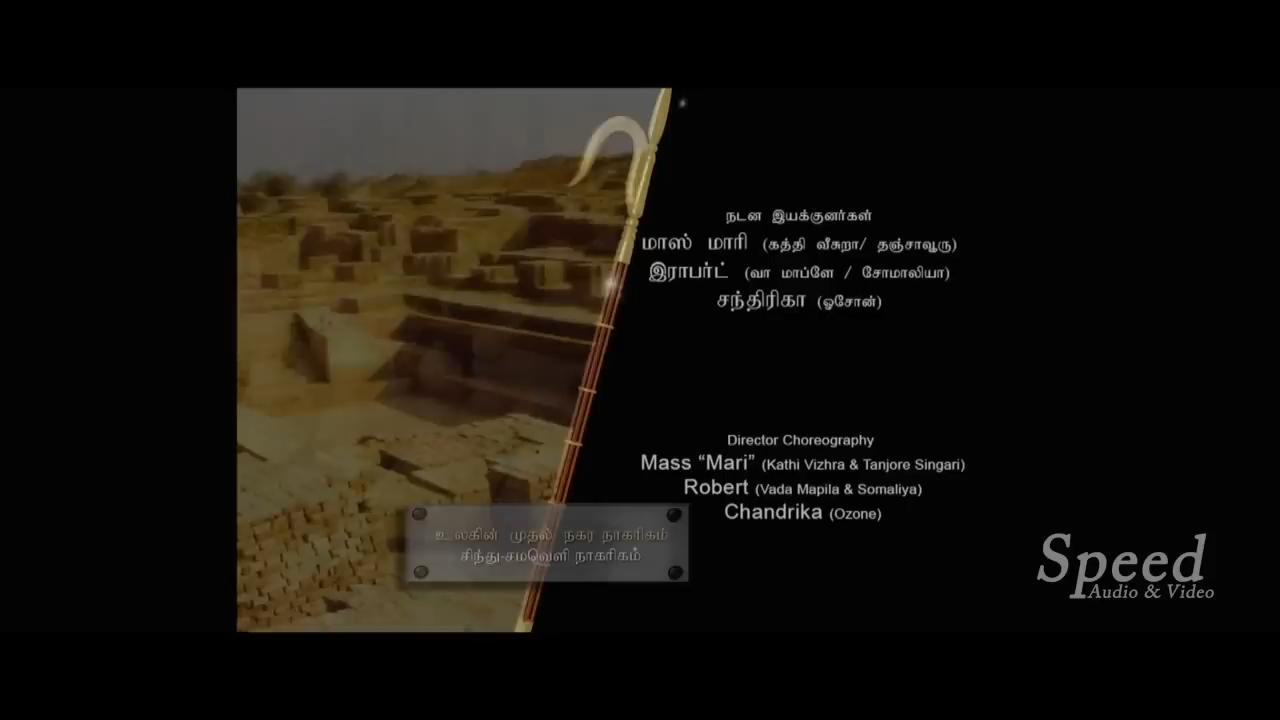 நடன இயக்குனர்கள்
மாஸ் மாரி (கத்தி வீசுறா/ தஞ்சாவூரு)
இராபர்ட் (வா மாப்ளே / சோமாலியா)
சந்திரிகா (ஓசோன்)
Director Choreography
Mass “Mari” (Kathi Vizhra & Tanjore Singari)
Robert (Vada Mapila & Somaliya)
Chandrika (Ozone)
உலகின் முதல் நகர நாகரிகம்
சிந்து-சமவெளி நாகரிகம்
Speed
Audio & Video